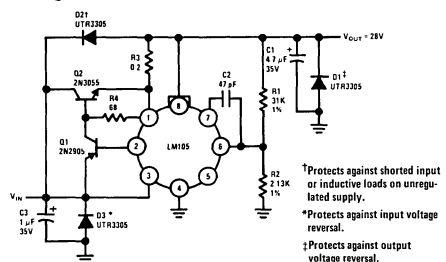 D2†
UTR3305
VOUT = 28V
Q2
2N3055
R3
0 2
C1
4 7 µF
35V
D1‡
UTR3305
R4
68
C2
47 pF
R1
31K
1%
1
8
7
Q1
2N2905
2
LM105
6
VIN
3
4
5
R2
2 13K
1%
C3
1 µF
35V
D3 *
UTR3305
†Protects against shorted input
or inductive loads on unregu-
lated supply.
*Protects against input voltage
reversal.
‡Protects against output
voltage reversal.